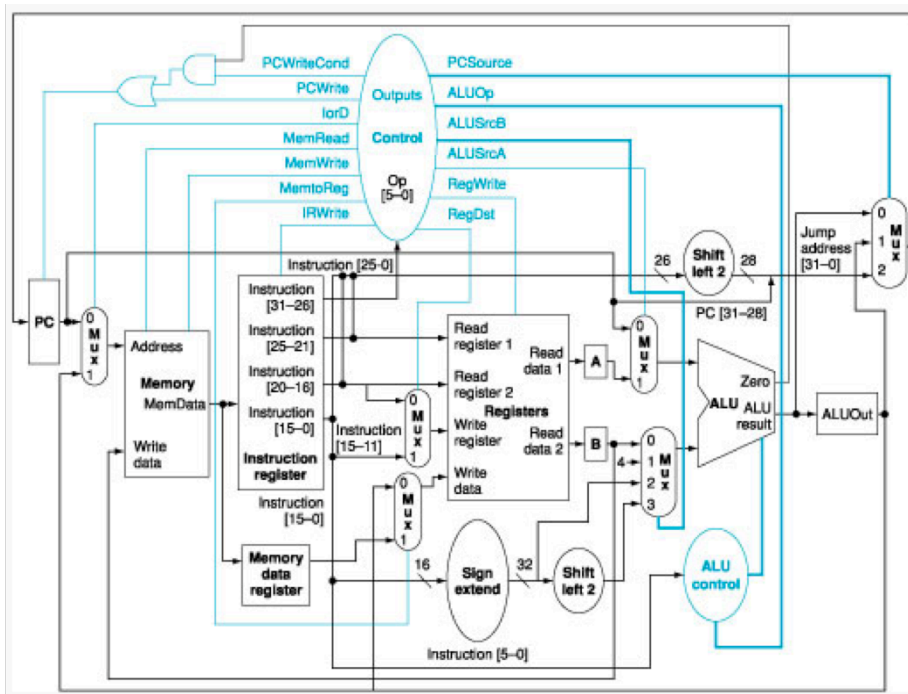 PCWriteCond
PCSource
PCWrite
Outputs
ALUOp
IorD
ALUSrcB
MemRead
Control
ALUSrcA
MemWrite
Op
[5–0]
RegWrite
MemtoReg
RegDst
IRWrite
Instruction [25-0]
26
Shift
left 2
28
Jump
address
[31–0]
0
1
2
Mux
PC [31–28]
PC
0
Mux
1
Address
Memory
MemData
Write
data
Instruction
[31–26]
Instruction
[25–21]
Instruction
[20–16]
Instruction
[15–0]
Instruction
register
Instruction
[15–11]
0
Mux
1
Read
register 1
Read
register 2
Registers
Write
register
Write
data
Read
data 1
Read
data 2
A
B
0
Mux
1
0
4
1
2
3
Mux
Zero
ALU
ALU
result
ALUOut
Instruction
[15–0]
0
Mux
1
Memory
data
register
16
Sign
extend
32
Shift
left 2
ALU
control
Instruction [5–0]